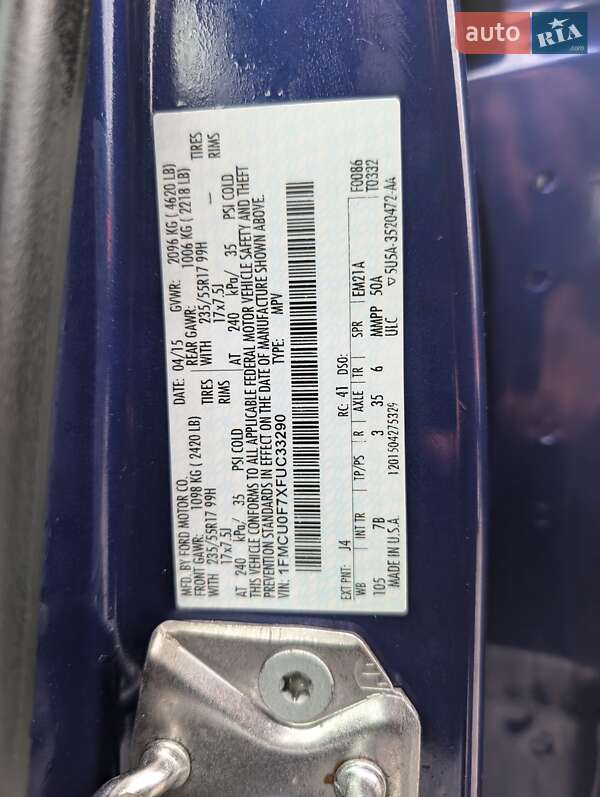 auto RIA.com
MFD. BY FORD MOTOR CO.
DATE: 04/15 GVWR: 2096 KG ( 4620 LB)
FRONT GAWR: 1098 KG ( 2420 LB) REAR GAWR: 1006 KG ( 2218 LB)
WITH 235/55R17 99H TIRES WITH 235/55R17 99H TIRES
17x7.5J RIMS 17x7.5J RIMS
AT 240 kPa/ 35 PSI COLD AT 240 kPa/ 35 PSI COLD
THIS VEHICLE CONFORMS TO ALL APPLICABLE FEDERAL MOTOR VEHICLE SAFETY AND THEFT
PREVENTION STANDARDS IN EFFECT ON THE DATE OF MANUFACTURE SHOWN ABOVE.
VIN: 1FMCU0F7XFUC33290 TYPE: MPV
F0086
EXT PNT: J4 RC: 41 DSO: T0332
WB INT TR TP/PS R AXLE TR SPR EM21A
105 7B 3 35 6 MMPP 50A
MADE IN U.S.A. 1201504275329 ULC ▽5U5A-3520472-AA